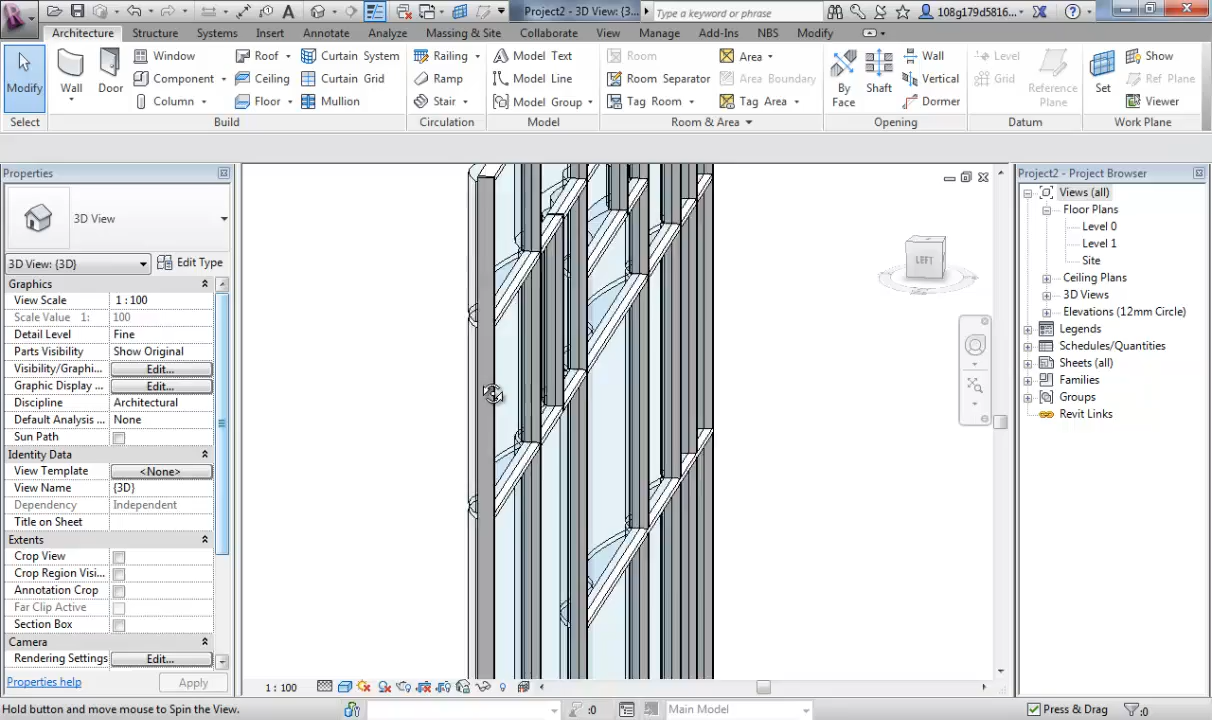 Project2 - 3D View: {3...
Type a keyword or phrase
108g179d5816...
Architecture Structure Systems Insert Annotate Analyze Massing & Site Collaborate View Manage Add-Ins NBS Modify
Modify
Wall
Door
Window
Component
Column
Roof
Ceiling
Floor
Curtain System
Curtain Grid
Mullion
Railing
Ramp
Stair
Model Text
Model Line
Model Group
Room
Room Separator
Tag Room
Area
Area Boundary
Tag Area
By Face
Shaft
Wall
Vertical
Dormer
Level
Grid
Reference Plane
Set
Show
Ref Plane
Viewer
Select Build Circulation Model Room & Area Opening Datum Work Plane
Properties
3D View
3D View: {3D} Edit Type
Graphics
View Scale 1 : 100
Scale Value 1: 100
Detail Level Fine
Parts Visibility Show Original
Visibility/Graphi... Edit...
Graphic Display ... Edit...
Discipline Architectural
Default Analysis ... None
Sun Path
Identity Data
View Template <None>
View Name {3D}
Dependency Independent
Title on Sheet
Extents
Crop View
Crop Region Visi...
Annotation Crop
Far Clip Active
Section Box
Camera
Rendering Settings Edit...
Properties help Apply
LEFT
1 : 100
Project2 - Project Browser
Views (all)
Floor Plans
Level 0
Level 1
Site
Ceiling Plans
3D Views
Elevations (12mm Circle)
Legends
Schedules/Quantities
Sheets (all)
Families
Groups
Revit Links
Hold button and move mouse to Spin the View.
:0
Main Model
Press & Drag
:0